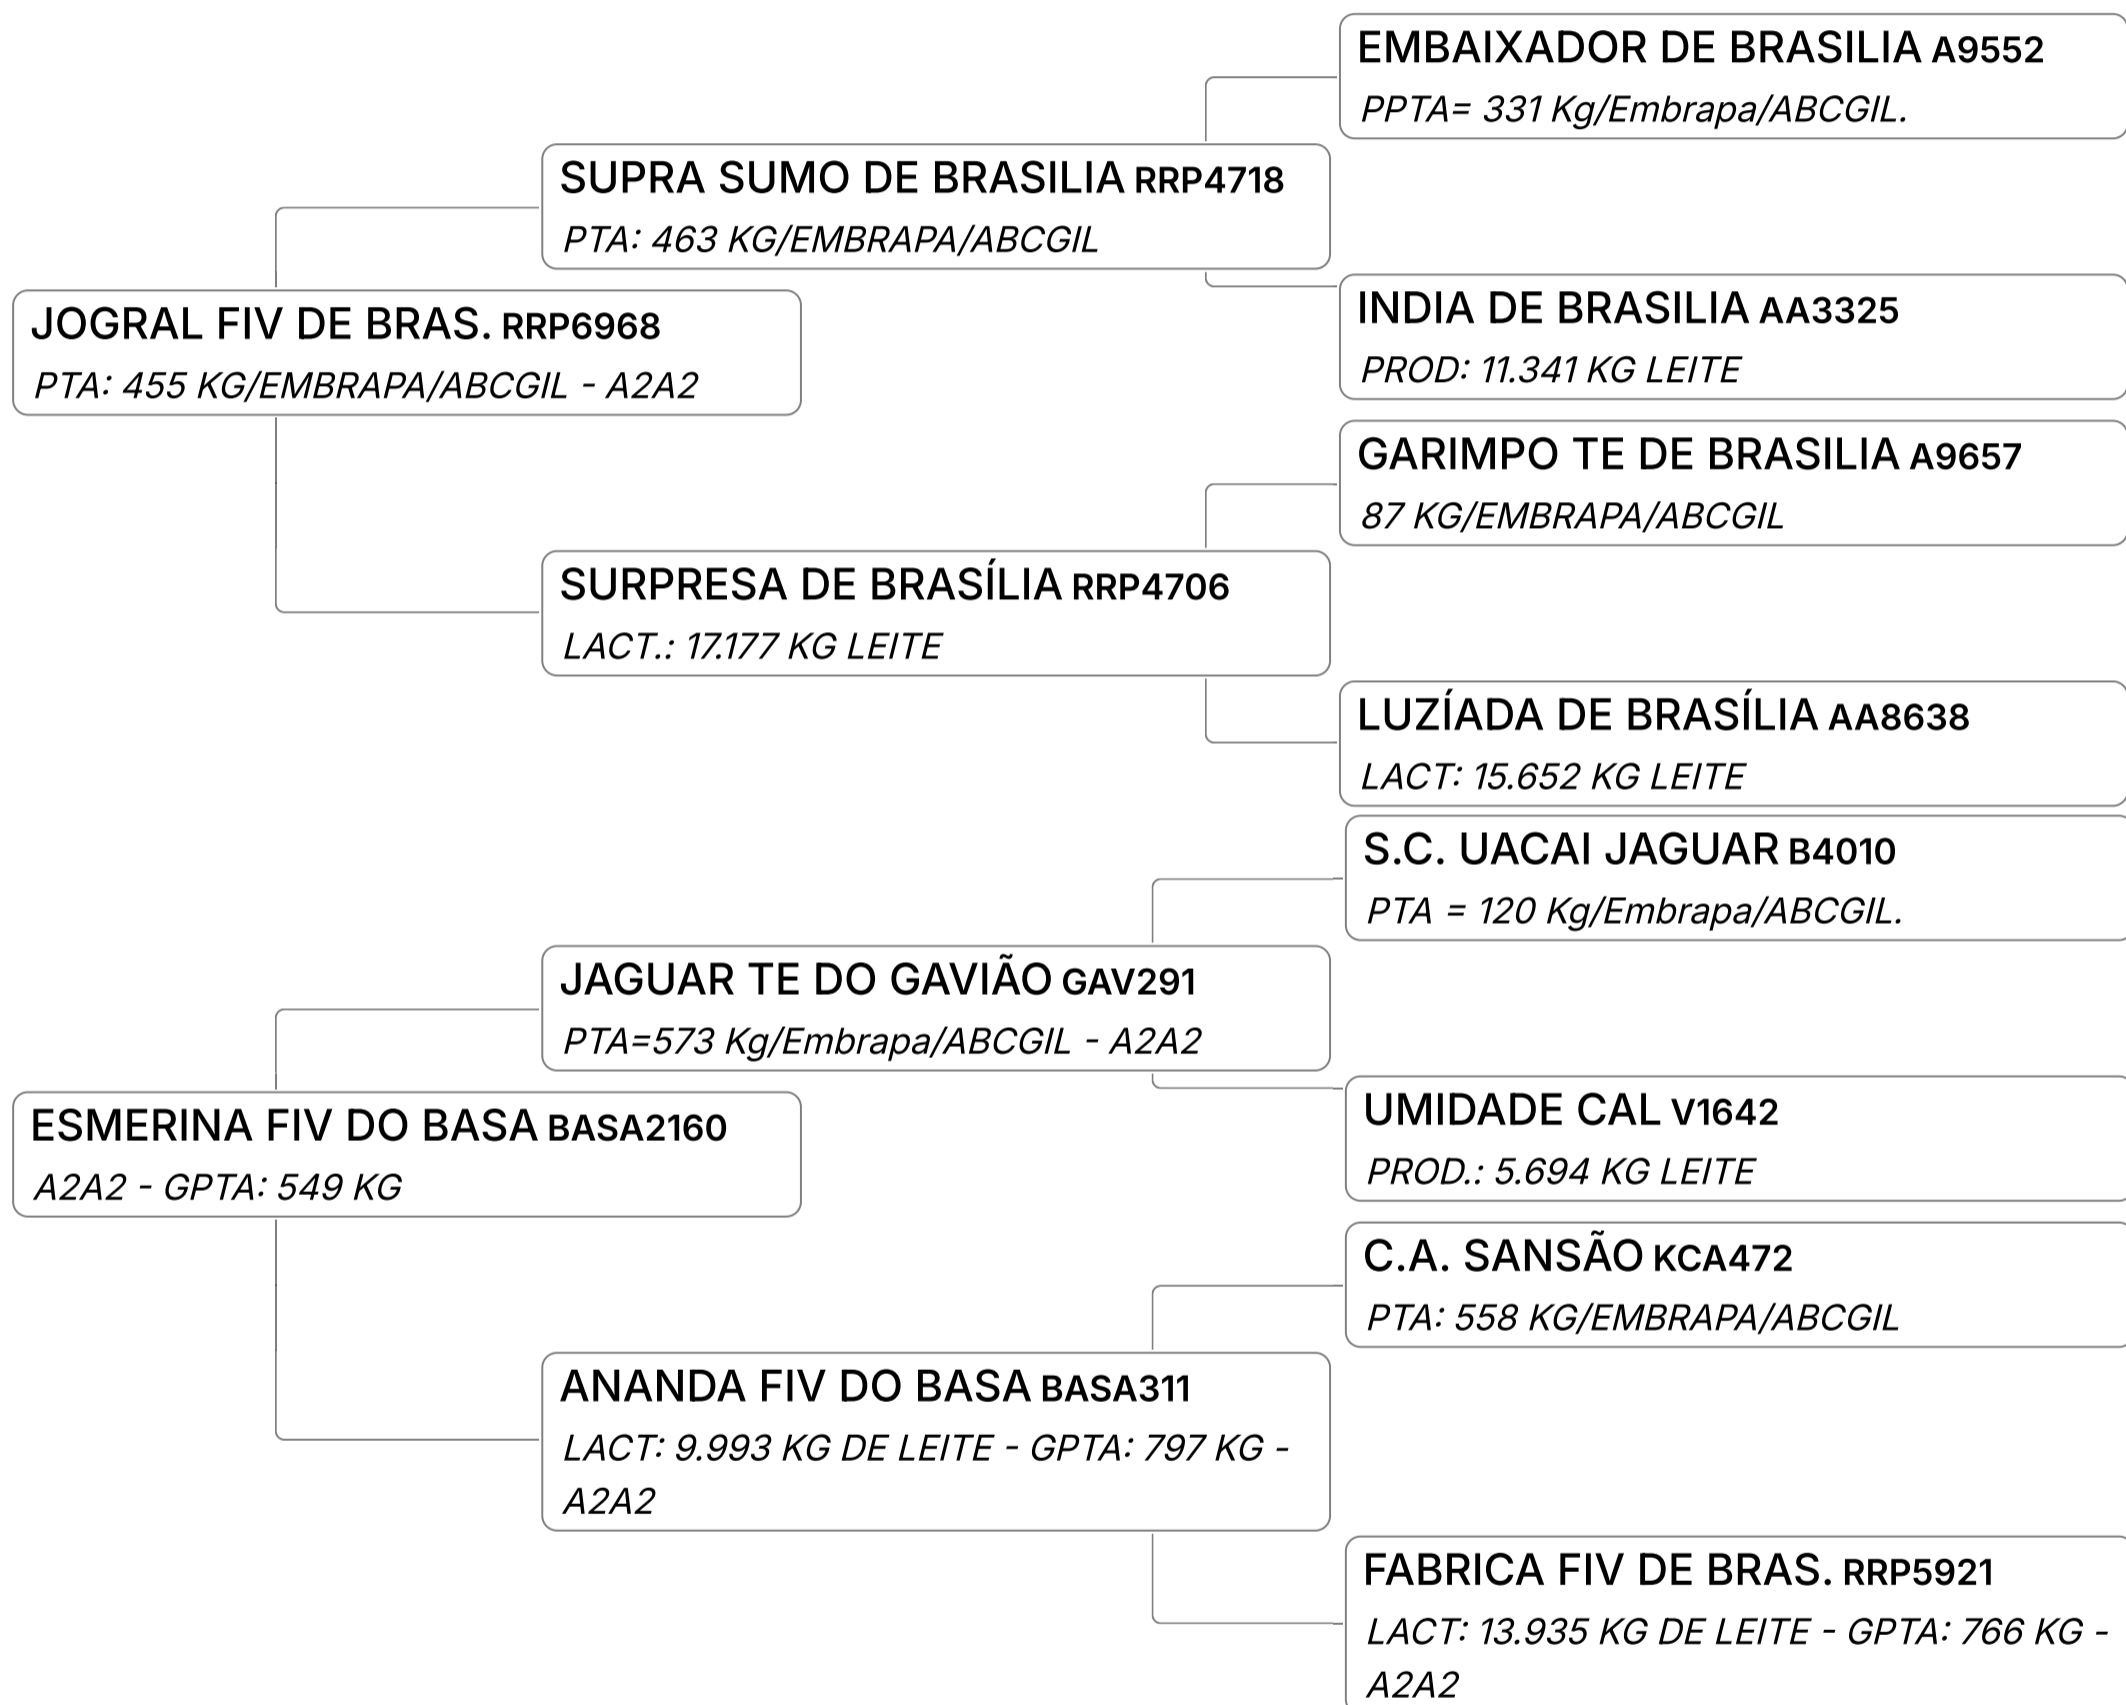 EMBAIXADOR DE BRASILIA A9552
PPTA= 331 Kg/Embrapa/ABCGIL.
SUPRA SUMO DE BRASILIA RRP4718
PTA: 463 KG/EMBRAPA/ABCGIL
INDIA DE BRASILIA AA3325
PROD: 11.341 KG LEITE
JOGRAL FIV DE BRAS. RRP6968
PTA: 455 KG/EMBRAPA/ABCGIL - A2A2
GARIMPO TE DE BRASILIA A9657
87 KG/EMBRAPA/ABCGIL
SURPRESA DE BRASÍLIA RRP4706
LACT.: 17.177 KG LEITE
LUZÍADA DE BRASÍLIA AA8638
LACT: 15.652 KG LEITE
S.C. UACAI JAGUAR B4010
PTA = 120 Kg/Embrapa/ABCGIL.
JAGUAR TE DO GAVIÃO GAV291
PTA=573 Kg/Embrapa/ABCGIL - A2A2
UMIDADE CAL V1642
PROD.: 5.694 KG LEITE
ESMERINA FIV DO BASA BASA2160
A2A2 - GPTA: 549 KG
C.A. SANSÃO KCA472
PTA: 558 KG/EMBRAPA/ABCGIL
ANANDA FIV DO BASA BASA311
LACT: 9.993 KG DE LEITE - GPTA: 797 KG -
A2A2
FABRICA FIV DE BRAS. RRP5921
LACT: 13.935 KG DE LEITE - GPTA: 766 KG -
A2A2